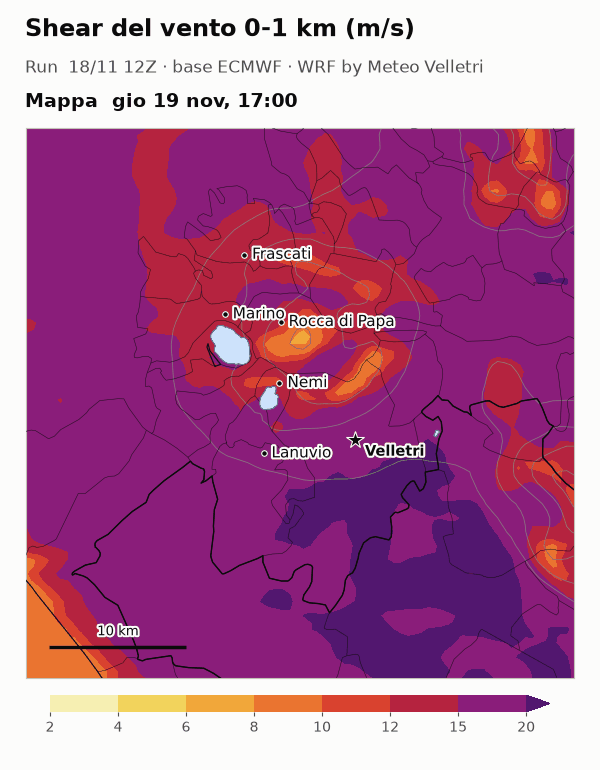 Shear del vento 0-1 km (m/s)
Run  18/11 12Z · base ECMWF · WRF by Meteo Velletri
Mappa  gio 19 nov, 17:00
Frascati
Marino
Rocca di Papa
Nemi
Velletri
Lanuvio
10 km
2 4 6 8 10 12 15 20